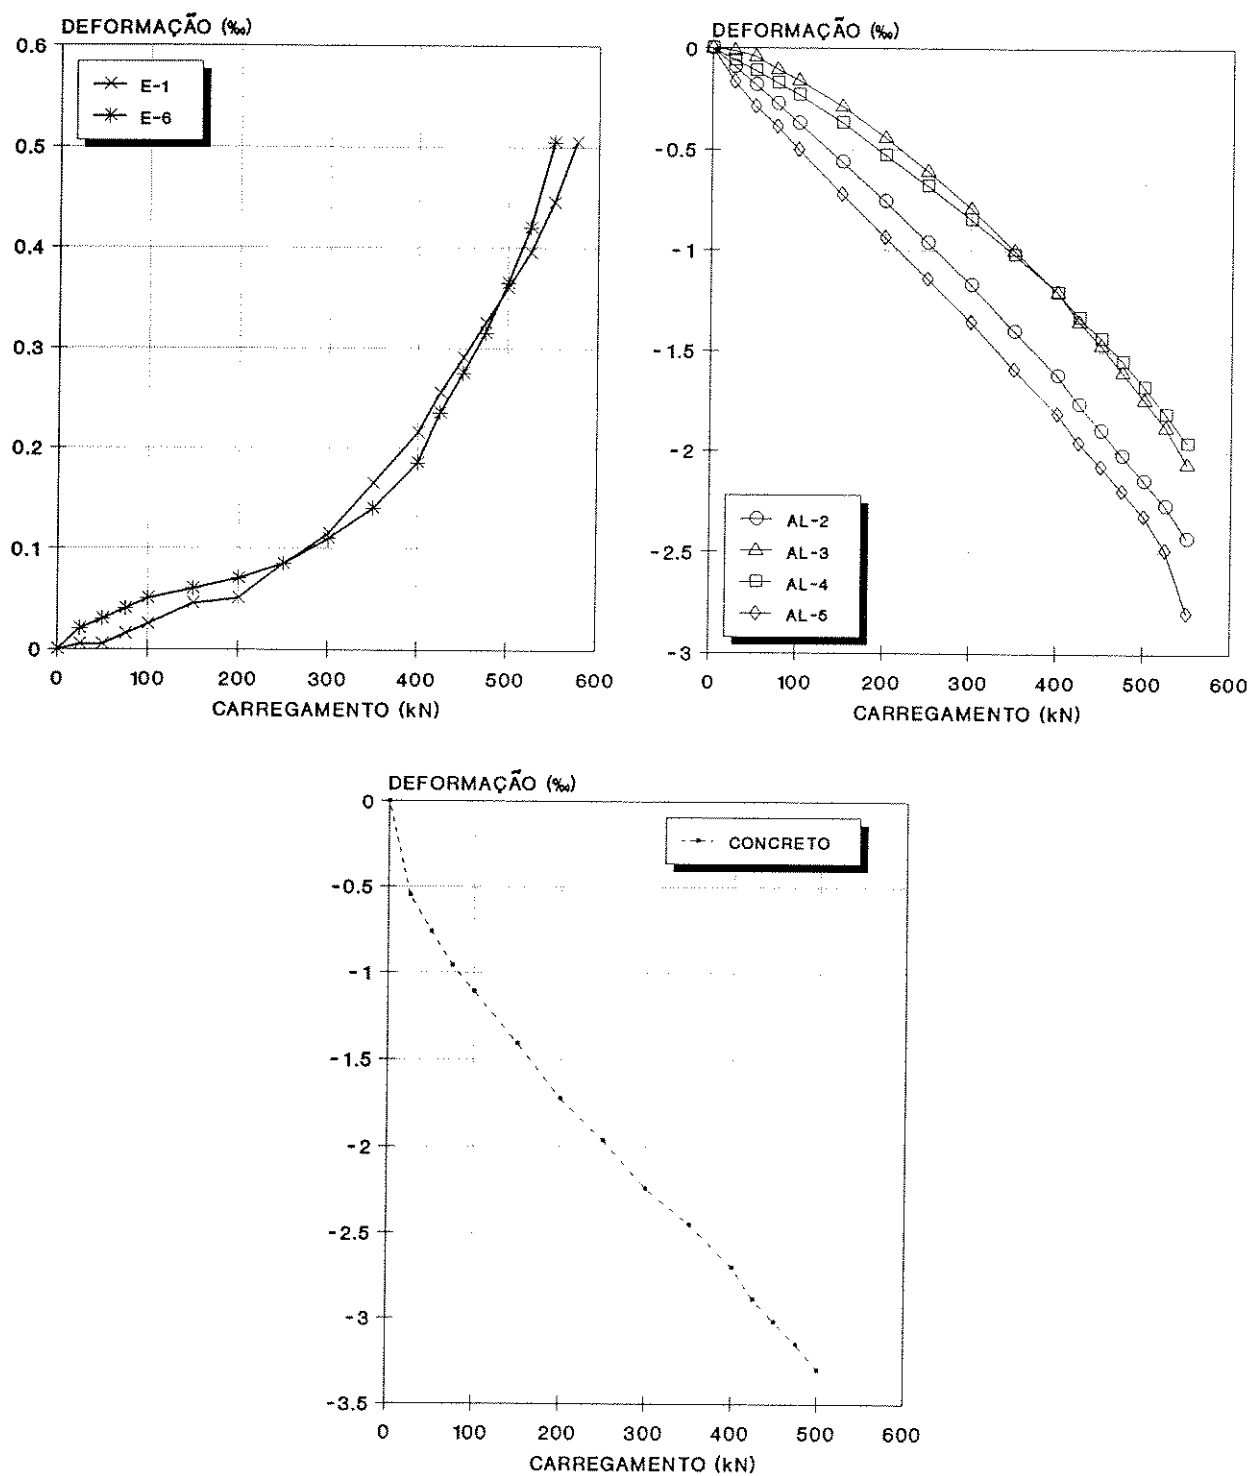 DEFORMAÇÃO (‰)
0.6
0.5
0.4
0.3
0.2
0.1
0
E-1
E-6
0 100 200 300 400 500 600
CARREGAMENTO (kN)
DEFORMAÇÃO (‰)
0
-0.5
-1
-1.5
-2
-2.5
-3
AL-2
AL-3
AL-4
AL-5
0 100 200 300 400 500 600
CARREGAMENTO (kN)
DEFORMAÇÃO (‰)
0
-0.5
-1
-1.5
-2
-2.5
-3
-3.5
CONCRETO
0 100 200 300 400 500 600
CARREGAMENTO (kN)